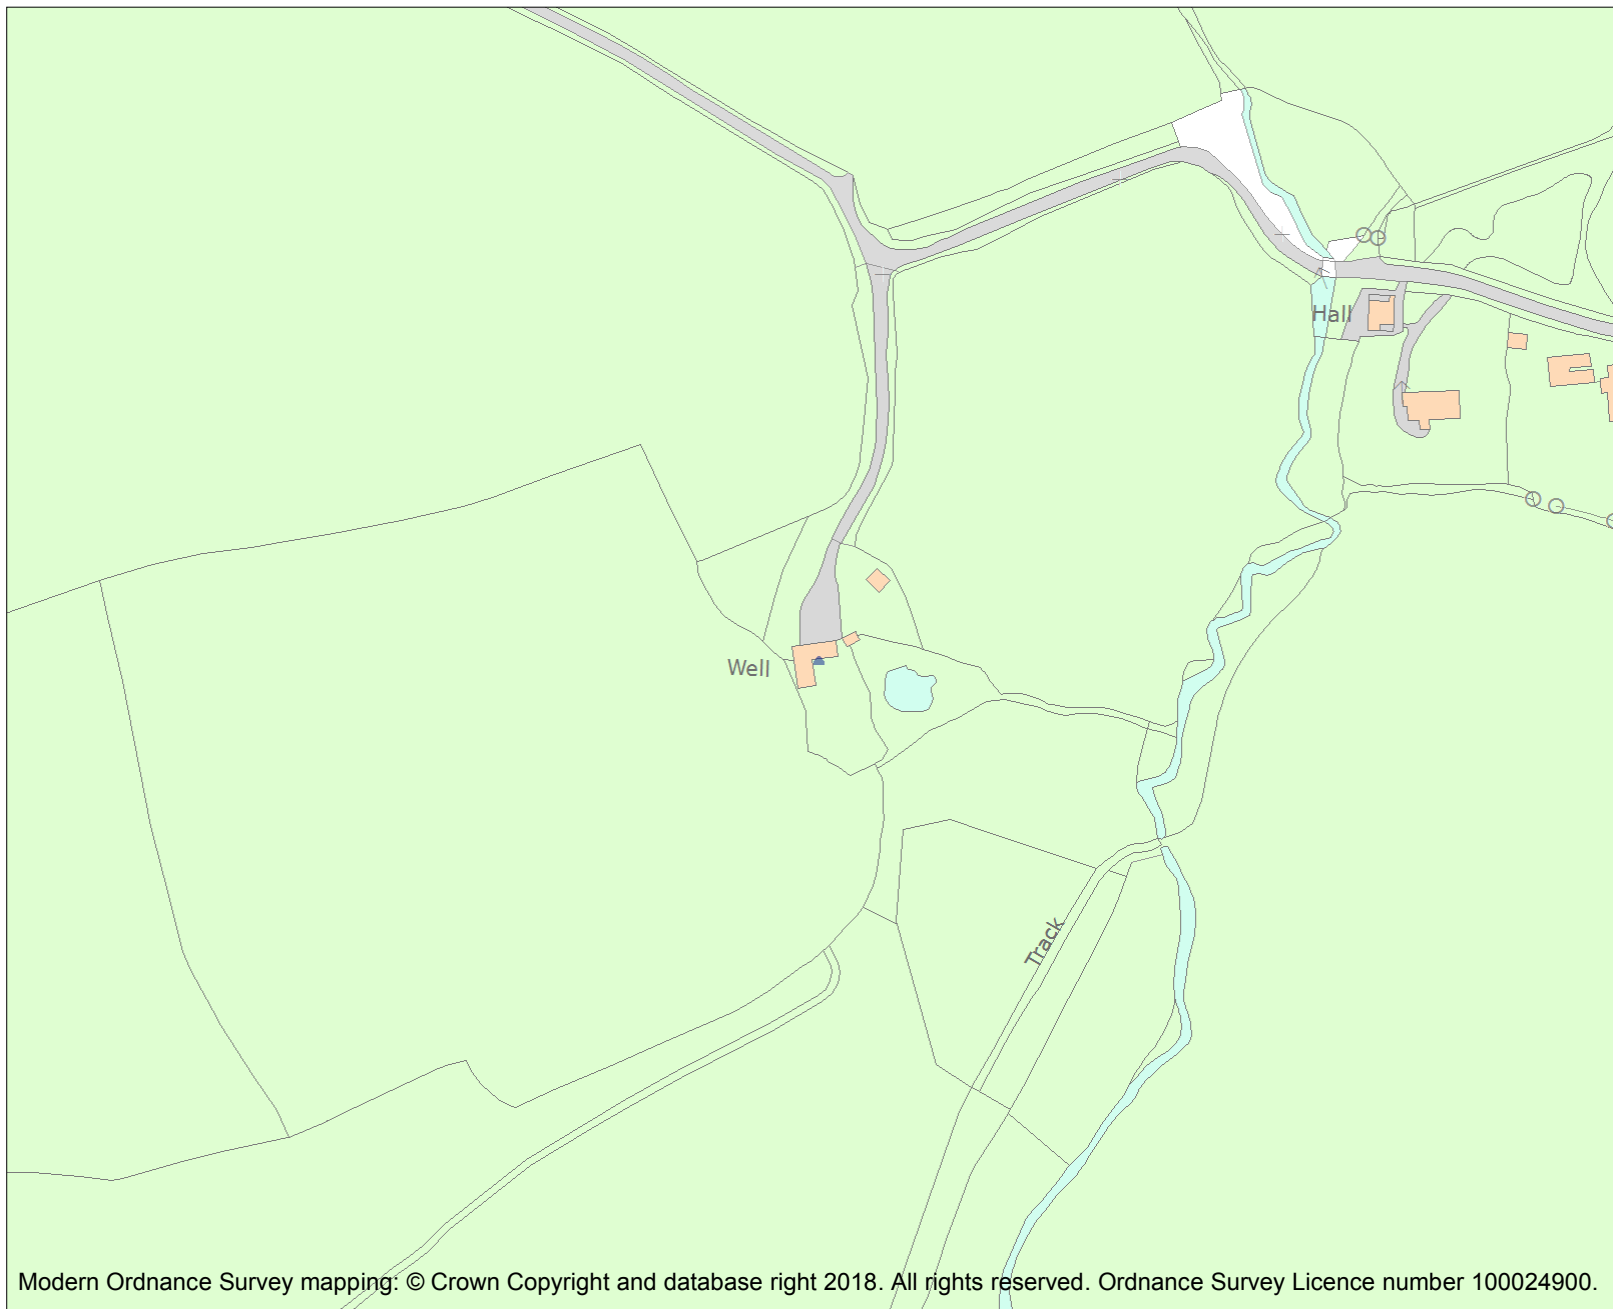 Hall
Well
Track
Modern Ordnance Survey mapping: © Crown Copyright and database right 2018. All rights reserved. Ordnance Survey Licence number 100024900.